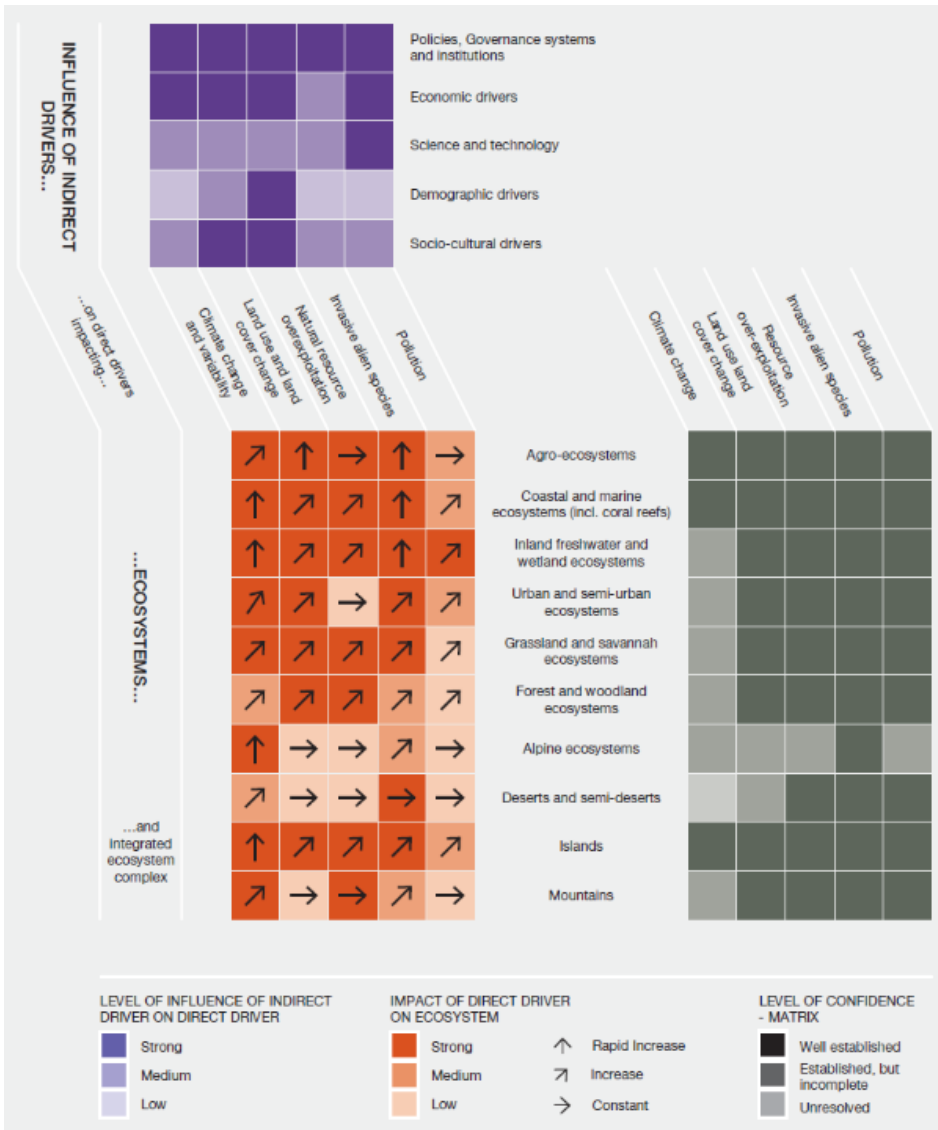 INFLUENCE OF INDIRECT
DRIVERS...
Policies, Governance systems
and institutions
Economic drivers
Science and technology
Demographic drivers
Socio-cultural drivers
...on direct drivers
impacting...
Climate change
and variability
Land use and land
cover change
Natural resource
overexploitation
Invasive alien species
Pollution
Climate change
Land use land
cover change
Resource
over-exploitation
Invasive alien species
Pollution
...ECOSYSTEMS...
Agro-ecosystems
Coastal and marine
ecosystems (incl. coral reefs)
Inland freshwater and
wetland ecosystems
Urban and semi-urban
ecosystems
Grassland and savannah
ecosystems
Forest and woodland
ecosystems
Alpine ecosystems
Deserts and semi-deserts
...and
integrated
ecosystem
complex
Islands
Mountains
LEVEL OF INFLUENCE OF INDIRECT
DRIVER ON DIRECT DRIVER
Strong
Medium
Low
IMPACT OF DIRECT DRIVER
ON ECOSYSTEM
Strong
Medium
Low
Rapid Increase
Increase
Constant
LEVEL OF CONFIDENCE
- MATRIX
Well established
Established, but
incomplete
Unresolved